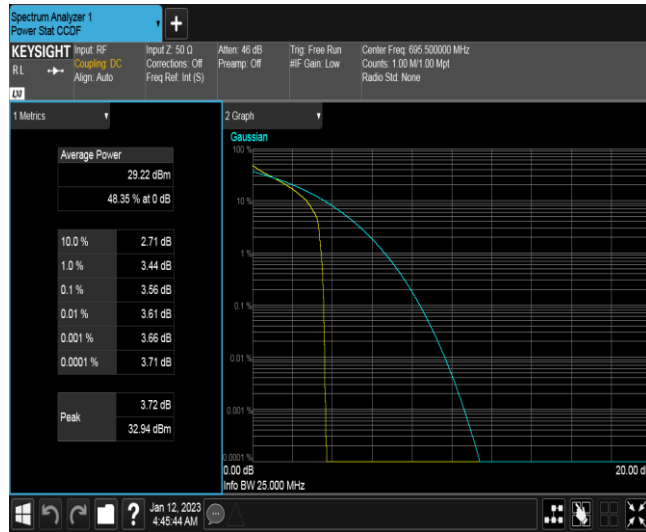 Spectrum Analyzer 1
Power Stat CCDF
KEYSIGHT
RL
LXI
Input: RF
Coupling: DC
Align: Auto
Input Z: 50 Ω
Corrections: Off
Freq Ref: Int (S)
Atten: 46 dB
Preamp: Off
Trig: Free Run
#IF Gain: Low
Center Freq: 695.500000 MHz
Counts: 1.00 M/1.00 Mpt
Radio Std: None
1 Metrics
Average Power
29.22 dBm
48.35 % at 0 dB
10.0 % 2.71 dB
1.0 % 3.44 dB
0.1 % 3.56 dB
0.01 % 3.61 dB
0.001 % 3.66 dB
0.0001 % 3.71 dB
Peak
3.72 dB
32.94 dBm
2 Graph
Gaussian
100 %
10 %
1 %
0.1 %
0.01 %
0.001 %
0.0001 %
0.00 dB
20.00 d
Info BW 25.000 MHz
?
Jan 12, 2023
4:45:44 AM